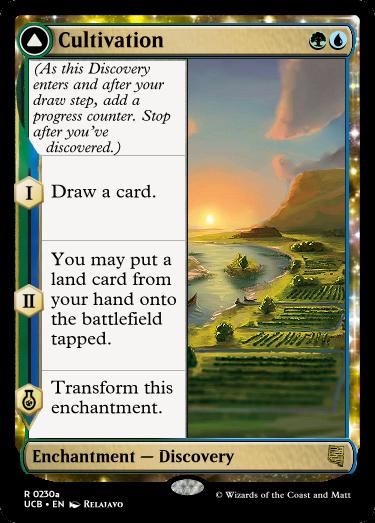 Cultivation
(As this Discovery
enters and after your
draw step, add a
progress counter. Stop
after you've
discovered.)
I Draw a card.
You may put a
land card from
II your hand onto
the battlefield
tapped.
Transform this
enchantment.
Enchantment — Discovery
R 0230a
UCB • EN Relajavo
© Wizards of the Coast and Matt